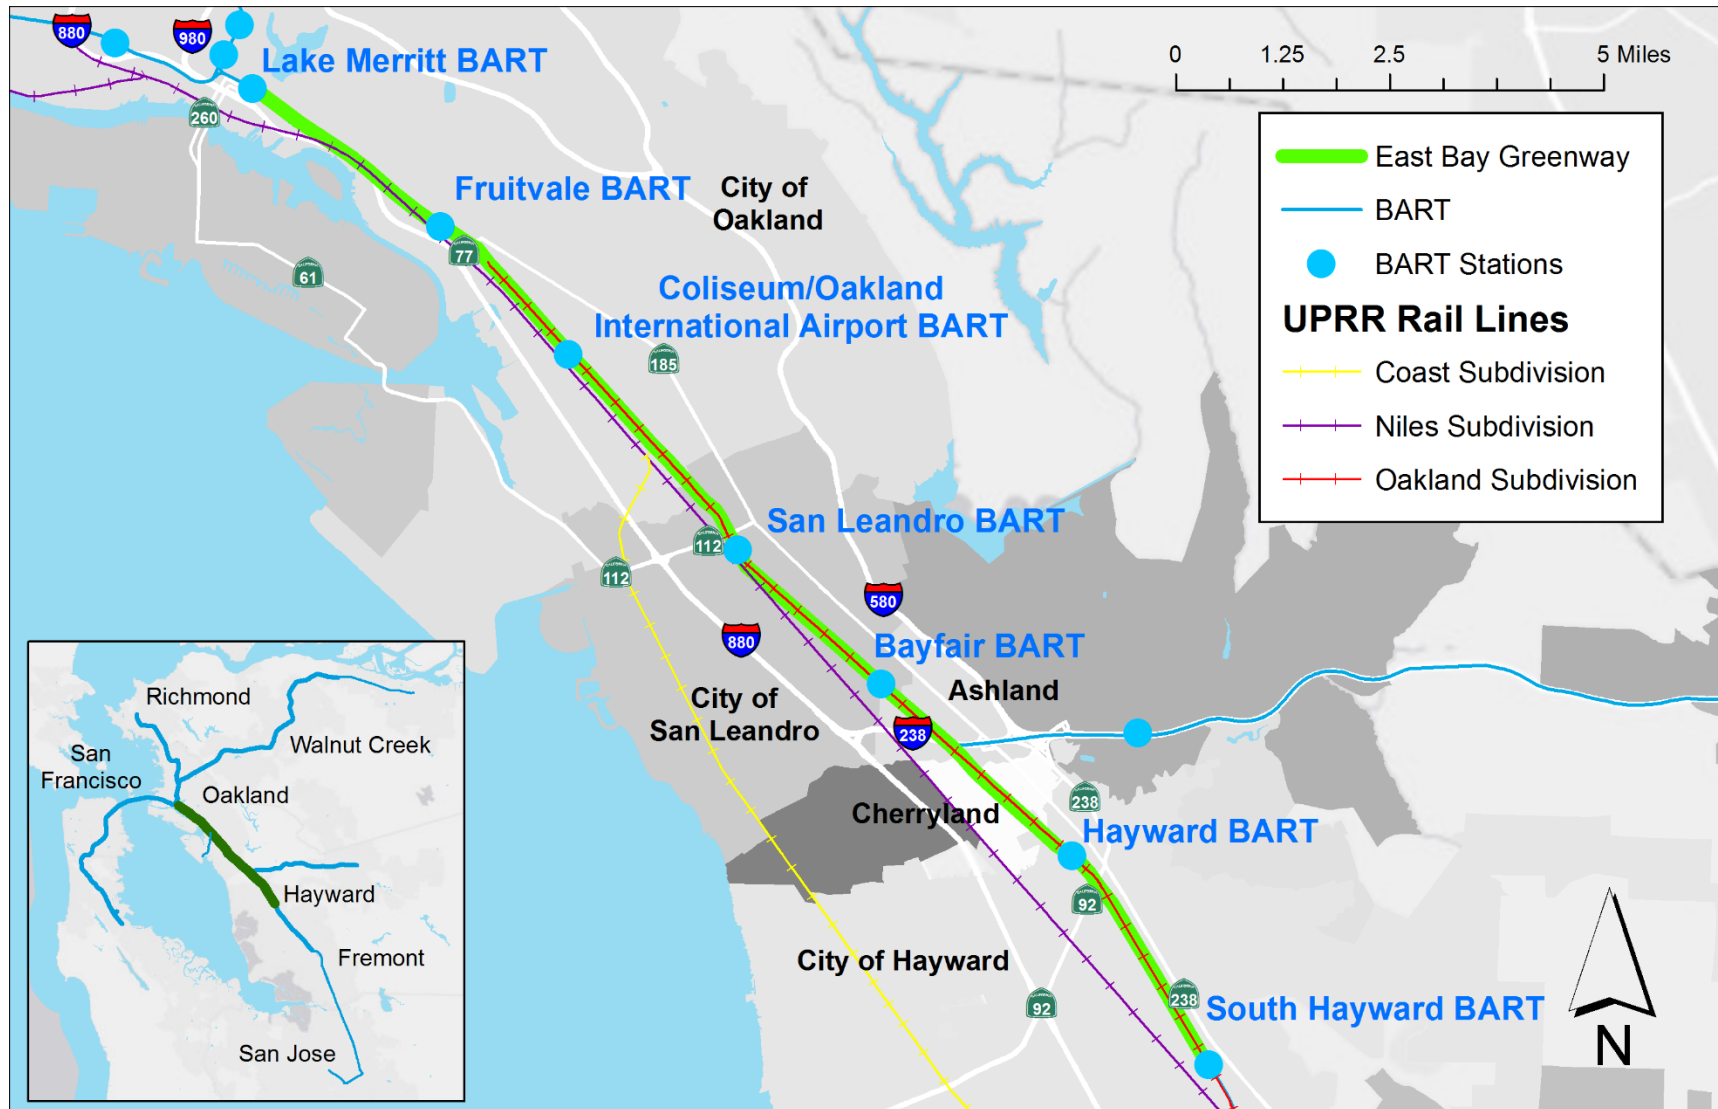 880
980
Lake Merritt BART
260
0 1.25 2.5 5 Miles
East Bay Greenway
BART
BART Stations
UPRR Rail Lines
Coast Subdivision
Niles Subdivision
Oakland Subdivision
Fruitvale BART
City of
Oakland
77
61
Coliseum/Oakland
International Airport BART
185
San Leandro BART
112
112
580
880
Bayfair BART
Ashland
City of
San Leandro
238
Cherryland
238
Hayward BART
92
City of Hayward
92
238
South Hayward BART
N
Richmond
Walnut Creek
San
Francisco
Oakland
Hayward
Fremont
San Jose